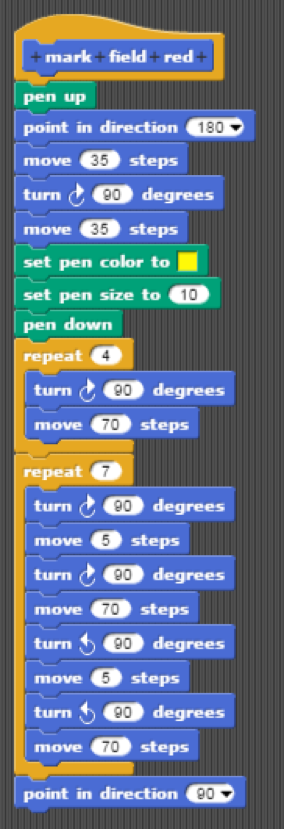 + mark + field + red +
pen up
point in direction 180
move 35 steps
turn 90 degrees
move 35 steps
set pen color to
set pen size to 10
pen down
repeat 4
turn 90 degrees
move 70 steps
repeat 7
turn 90 degrees
move 5 steps
turn 90 degrees
move 70 steps
turn 90 degrees
move 5 steps
turn 90 degrees
move 70 steps
point in direction 90